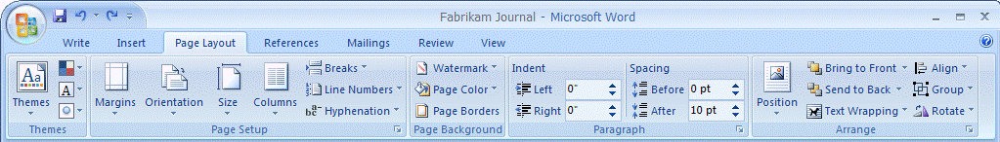 Fabrikam Journal - Microsoft Word
Write Insert Page Layout References Mailings Review View
Aa
Themes
A
Themes
Margins
Orientation
Size
Columns
Breaks
Line Numbers
a-
bc Hyphenation
Page Setup
Watermark
Page Color
Page Borders
Page Background
Indent
Left 0"
Right 0"
Spacing
Before 0 pt
After 10 pt
Paragraph
Position
Bring to Front
Send to Back
Text Wrapping
Align
Group
Rotate
Arrange